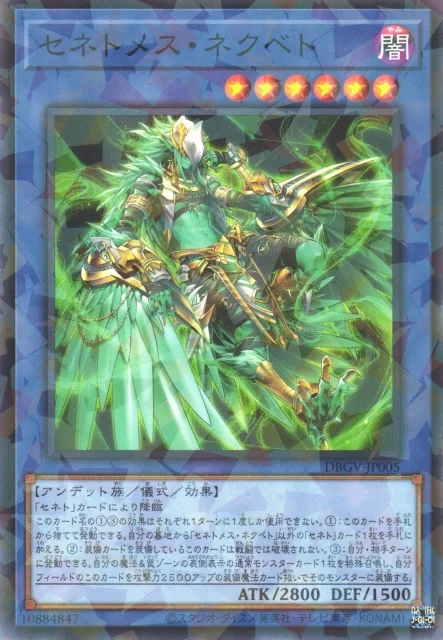 セネトメス・ネクベト
闇
DBGV-JP005
【アンデット族／儀式／効果】
「セネト」カードにより降臨
このカード名の①③の効果はそれぞれ1ターンに1度しか使用できない。①：このカードを手札
から捨てて発動できる。自分の墓地から「セネトメス・ネクベト」以外の「セネト」カード1枚を手札
に加える。②：装備カードを装備しているこのカードは戦闘では破壊されない。③：自分・相手ターン
に発動できる。自分の魔法＆罠ゾーンの表側表示の通常モンスターカード1枚を特殊召喚し、自分
フィールドのこのカードを攻撃力2500アップの装備魔法カード扱いでそのモンスターに装備する。
ATK/2800 DEF/1500
10884847
©スタジオ・ダイス／集英社・テレビ東京・KONAMI